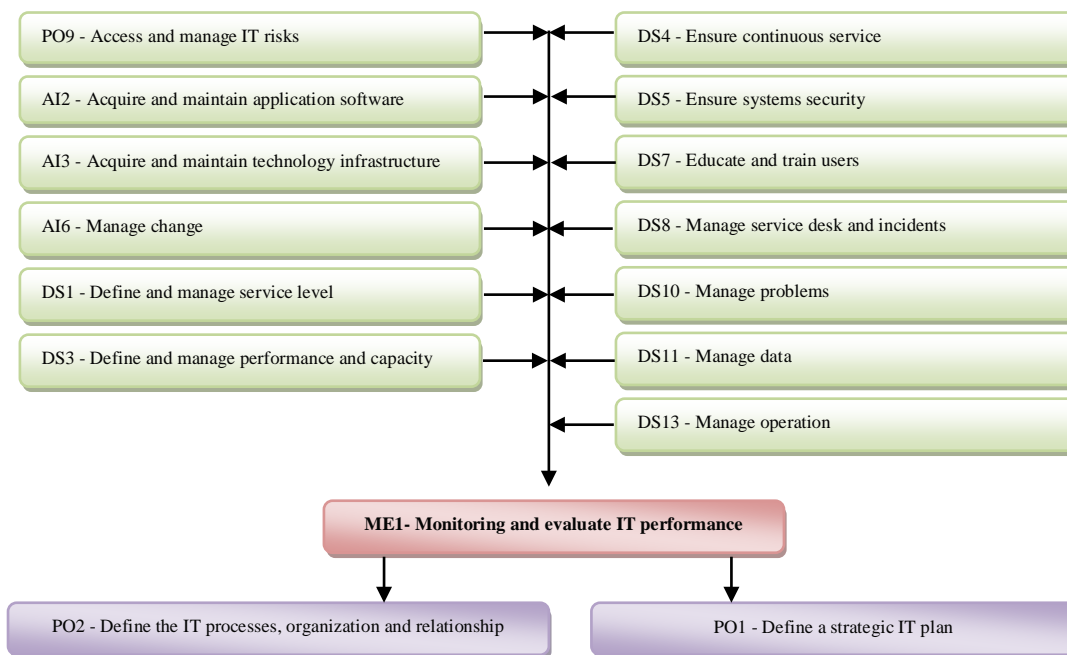 PO9 - Access and manage IT risks
AI2 - Acquire and maintain application software
AI3 - Acquire and maintain technology infrastructure
AI6 - Manage change
DS1 - Define and manage service level
DS3 - Define and manage performance and capacity
DS4 - Ensure continuous service
DS5 - Ensure systems security
DS7 - Educate and train users
DS8 - Manage service desk and incidents
DS10 - Manage problems
DS11 - Manage data
DS13 - Manage operation
ME1- Monitoring and evaluate IT performance
PO2 - Define the IT processes, organization and relationship
PO1 - Define a strategic IT plan